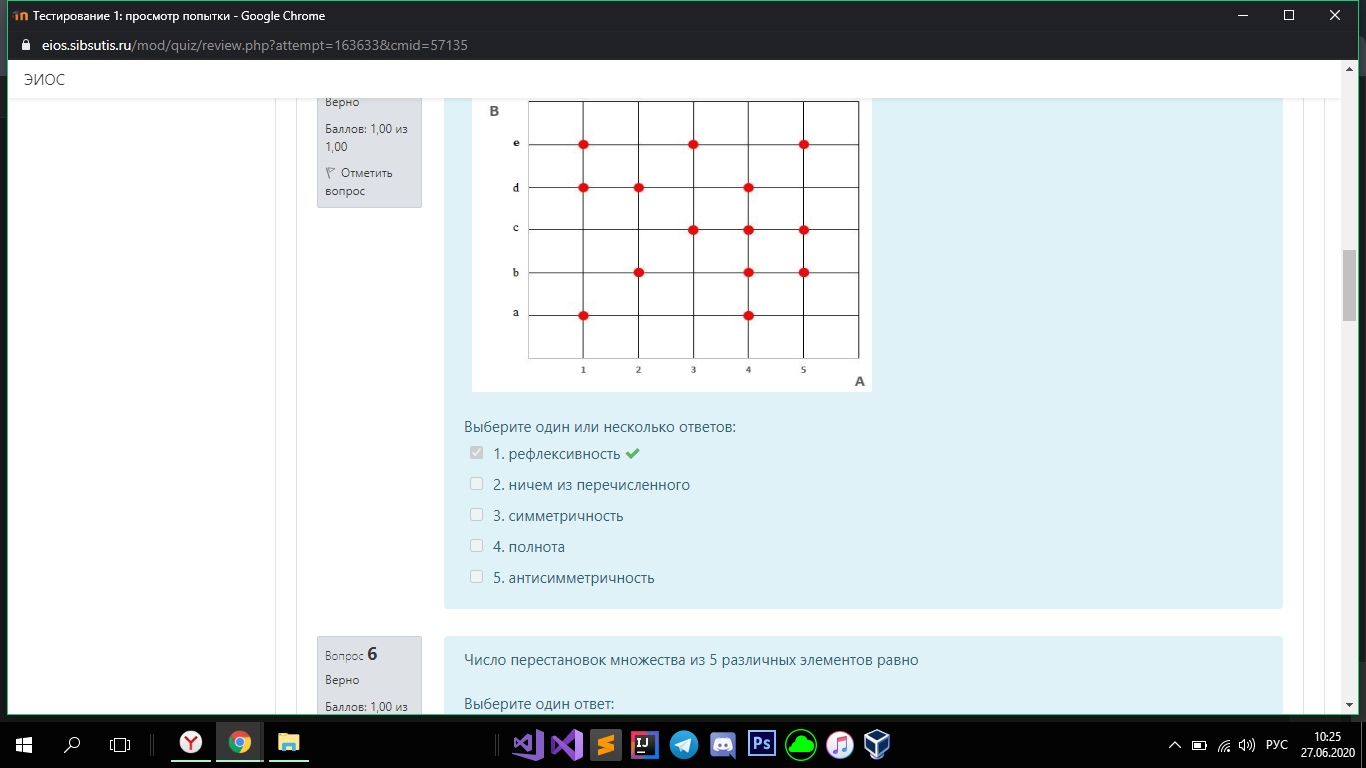 Тестирование 1: просмотр попытки - Google Chrome
eios.sibsutis.ru/mod/quiz/review.php?attempt=163633&cmid=57135
ЭИОС
Верно
Баллов: 1,00 из
1,00
Отметить
вопрос
B
e
d
c
b
a
1 2 3 4 5
A
Выберите один или несколько ответов:
1. рефлексивность
2. ничем из перечисленного
3. симметричность
4. полнота
5. антисимметричность
Вопрос 6
Верно
Баллов: 1,00 из
Число перестановок множества из 5 различных элементов равно
Выберите один ответ:
IJ
Ps
РУС
10:25
27.06.2020